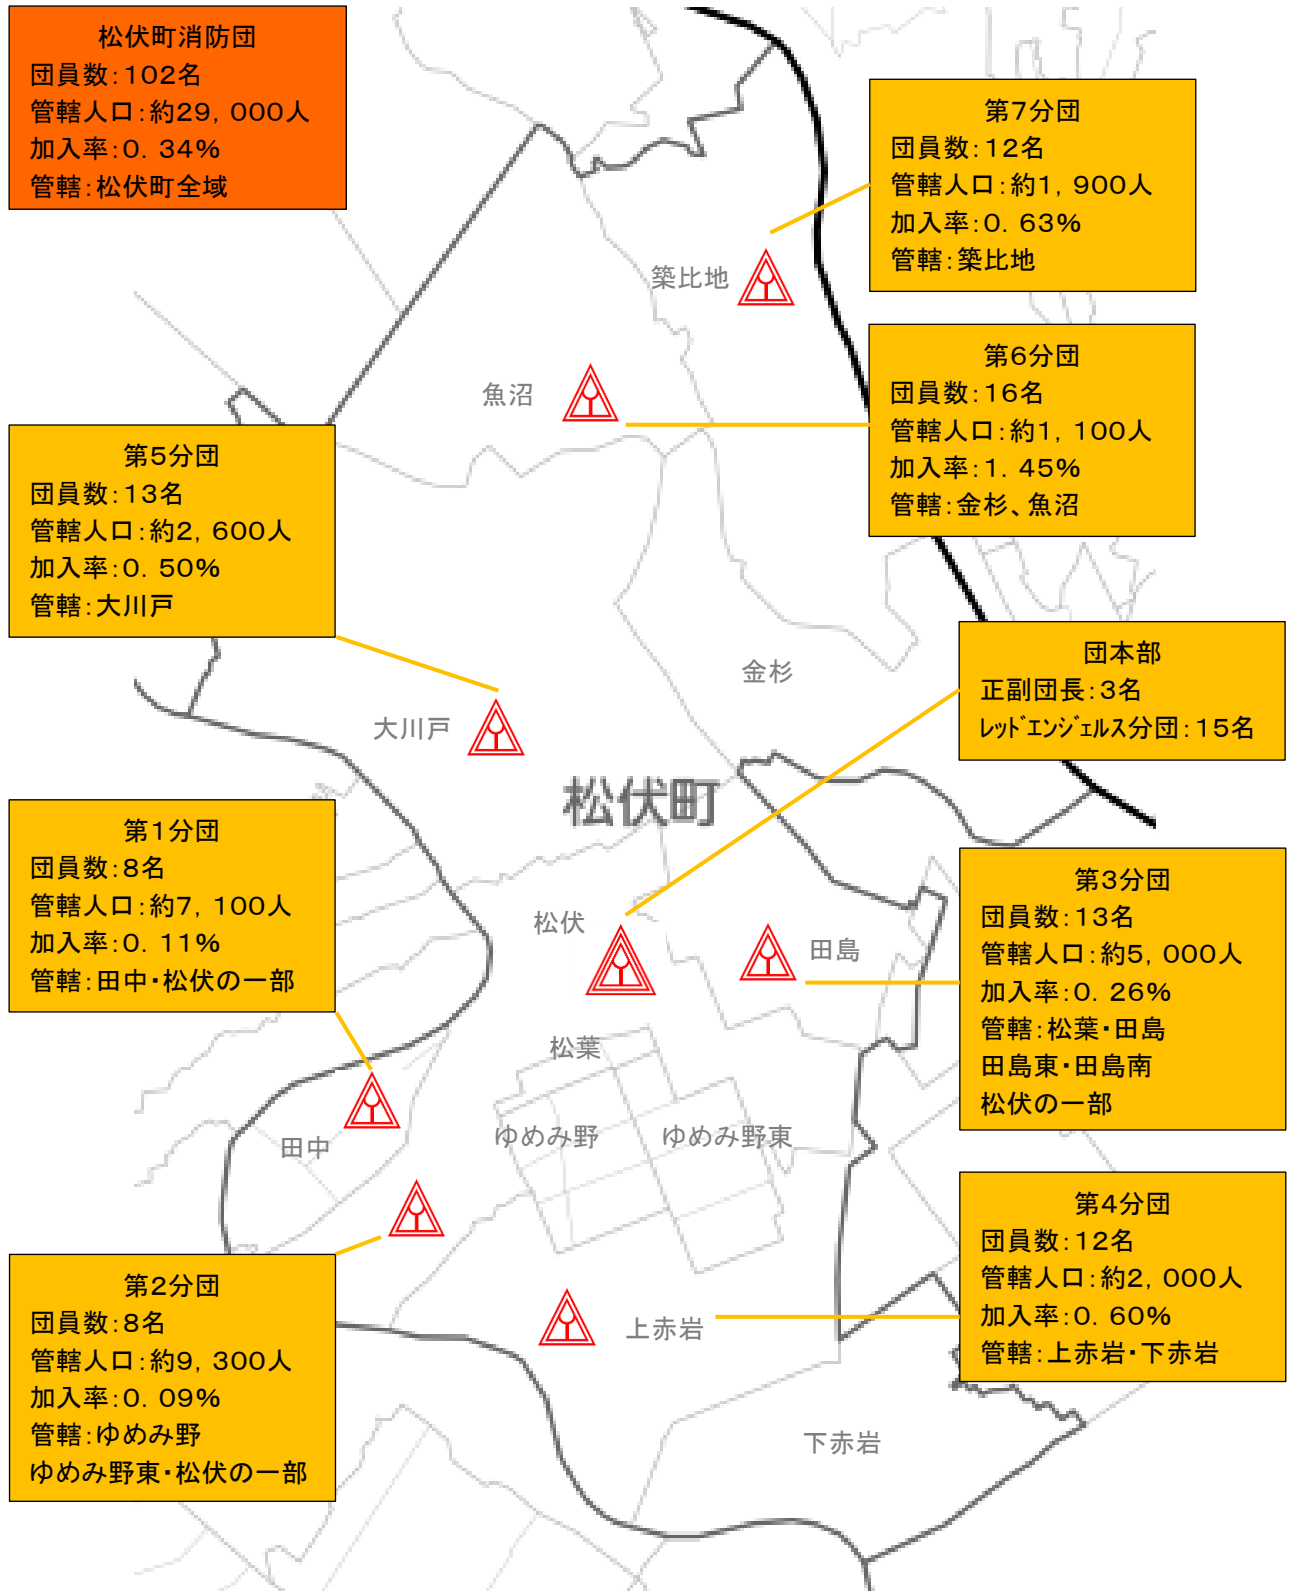 松伏町消防団
団員数：102名
管轄人口：約29，000人
加入率：0．34%
管轄：松伏町全域
第7分団
団員数：12名
管轄人口：約1，900人
加入率：0．63%
管轄：築比地
築比地
第6分団
団員数：16名
管轄人口：約1，100人
加入率：1．45%
管轄：金杉、魚沼
魚沼
第5分団
団員数：13名
管轄人口：約2，600人
加入率：0．50%
管轄：大川戸
金杉
団本部
正副団長：3名
ﾚｯﾄﾞｴﾝｼﾞｪﾙｽ分団：15名
大川戸
松伏町
第1分団
団員数：8名
管轄人口：約7，100人
加入率：0．11%
管轄：田中・松伏の一部
松伏
田島
第3分団
団員数：13名
管轄人口：約5，000人
加入率：0．26%
管轄：松葉・田島
田島東・田島南
松伏の一部
松葉
ゆめみ野
ゆめみ野東
田中
第4分団
団員数：12名
管轄人口：約2，000人
加入率：0．60%
管轄：上赤岩・下赤岩
第2分団
団員数：8名
管轄人口：約9，300人
加入率：0．09%
管轄：ゆめみ野
ゆめみ野東・松伏の一部
上赤岩
下赤岩